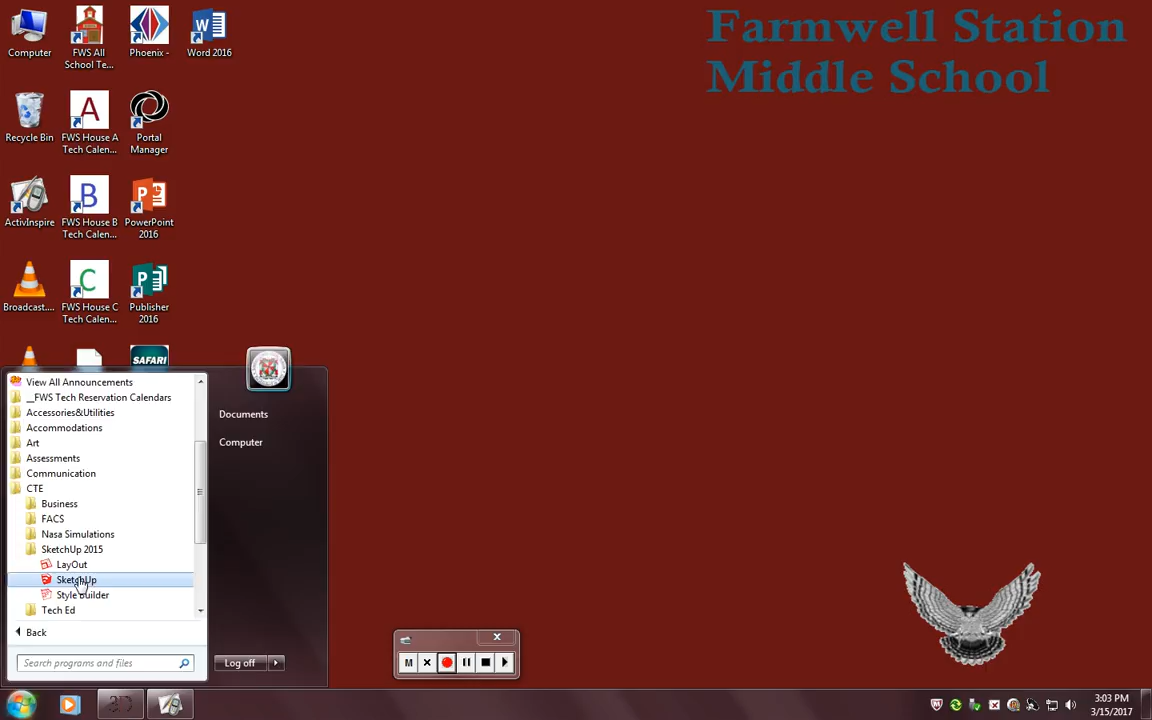 Farmwell Station
Middle School
Computer
FWS All
School Te...
Phoenix -
Word 2016
Recycle Bin
FWS House A
Tech Calen...
Portal
Manager
ActivInspire
FWS House B
Tech Calen...
PowerPoint
2016
Broadcast....
FWS House C
Tech Calen...
Publisher
2016
SAFARI
View All Announcements
__FWS Tech Reservation Calendars
Accessories&Utilities
Accommodations
Art
Assessments
Communication
CTE
Business
FACS
Nasa Simulations
SketchUp 2015
LayOut
SketchUp
Style Builder
Tech Ed
Back
Search programs and files
Documents
Computer
Log off
M
3:03 PM
3/15/2017